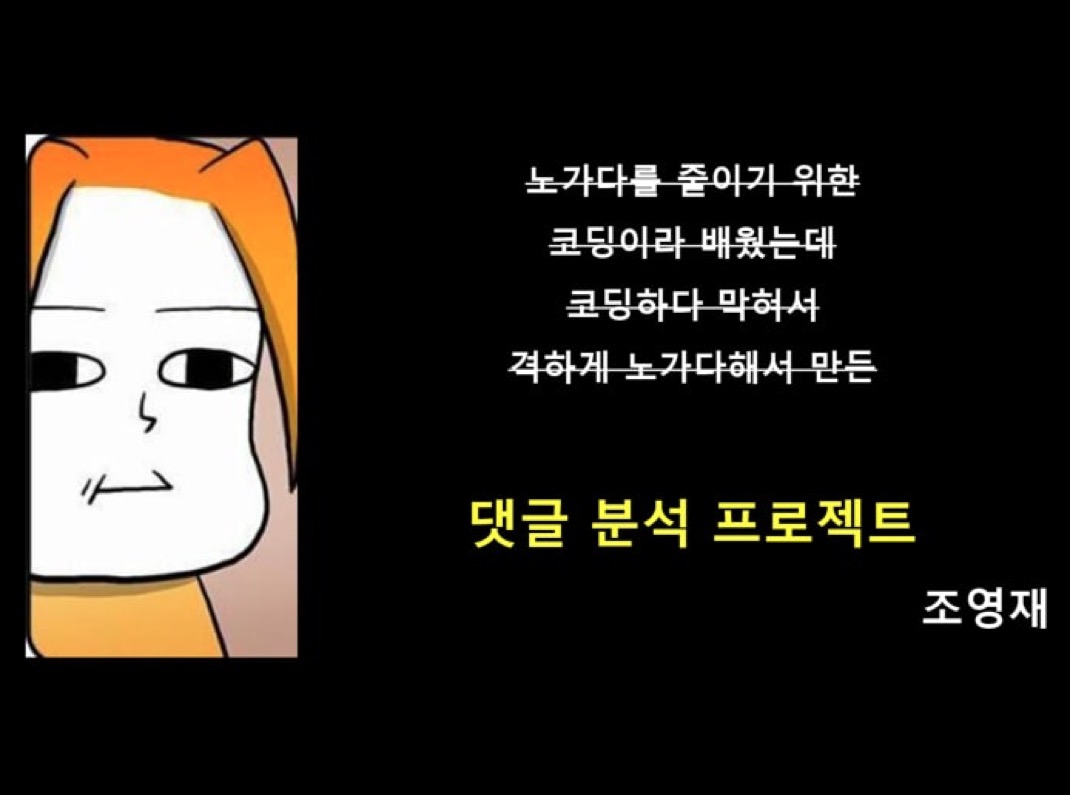 노가다를 줄이기 위한
코딩이라 배웠는데
코딩하다 막혀서
격하게 노가다해서 만든
댓글 분석 프로젝트
조영재